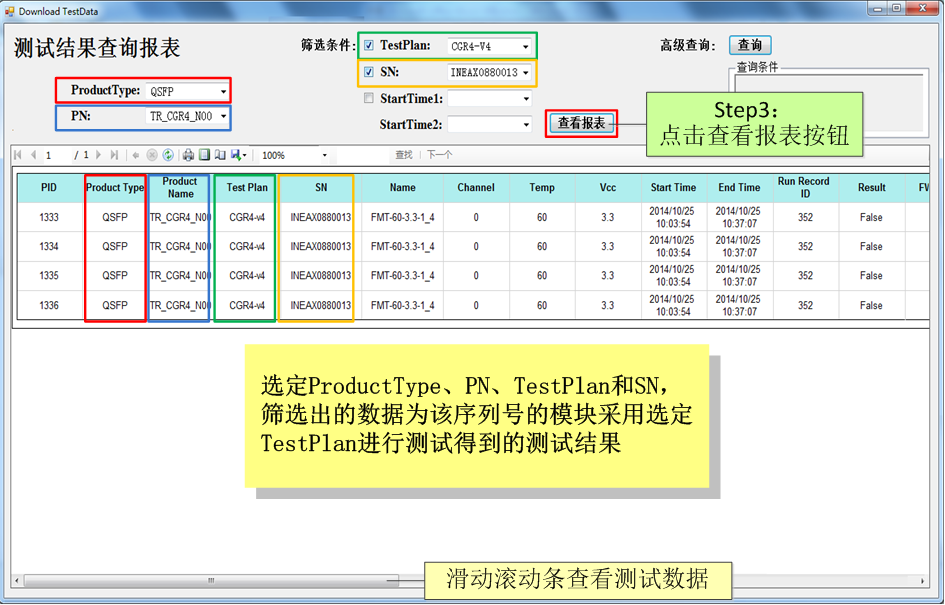 Download TestData
测试结果查询报表
筛选条件:
TestPlan:
CGR4-V4
高级查询:
查询
SN:
INEAX0880013
查询条件
ProductType:
QSFP
StartTime1:
PN:
TR_CGR4_N00
StartTime2:
查看报表
Step3:
点击查看报表按钮
1 / 1
100%
查找 | 下一个
PID Product Type Product Name Test Plan SN Name Channel Temp Vcc Start Time End Time Run Record ID Result FW
1333 QSFP TR_CGR4_N00 CGR4-v4 INEAX0880013 FMT-60-3.3-1_4 0 60 3.3 2014/10/25 10:03:54 2014/10/25 10:37:07 352 False
1334 QSFP TR_CGR4_N00 CGR4-v4 INEAX0880013 FMT-60-3.3-1_4 0 60 3.3 2014/10/25 10:03:54 2014/10/25 10:37:07 352 False
1335 QSFP TR_CGR4_N00 CGR4-v4 INEAX0880013 FMT-60-3.3-1_4 0 60 3.3 2014/10/25 10:03:54 2014/10/25 10:37:07 352 False
1336 QSFP TR_CGR4_N00 CGR4-v4 INEAX0880013 FMT-60-3.3-1_4 0 60 3.3 2014/10/25 10:03:54 2014/10/25 10:37:07 352 False
选定ProductType、PN、TestPlan和SN，
筛选出的数据为该序列号的模块采用选定
TestPlan进行测试得到的测试结果
滑动滚动条查看测试数据